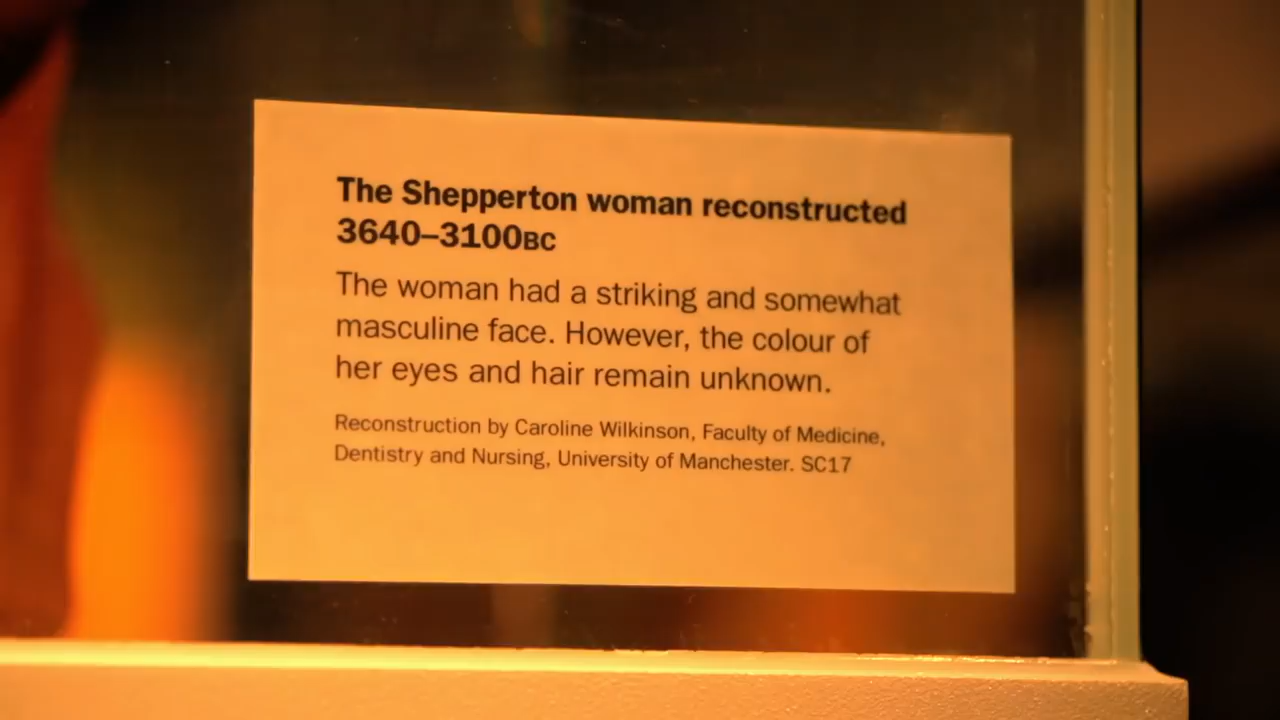 The Shepperton woman reconstructed
3640–3100BC
The woman had a striking and somewhat
masculine face. However, the colour of
her eyes and hair remain unknown.
Reconstruction by Caroline Wilkinson, Faculty of Medicine,
Dentistry and Nursing, University of Manchester. SC17